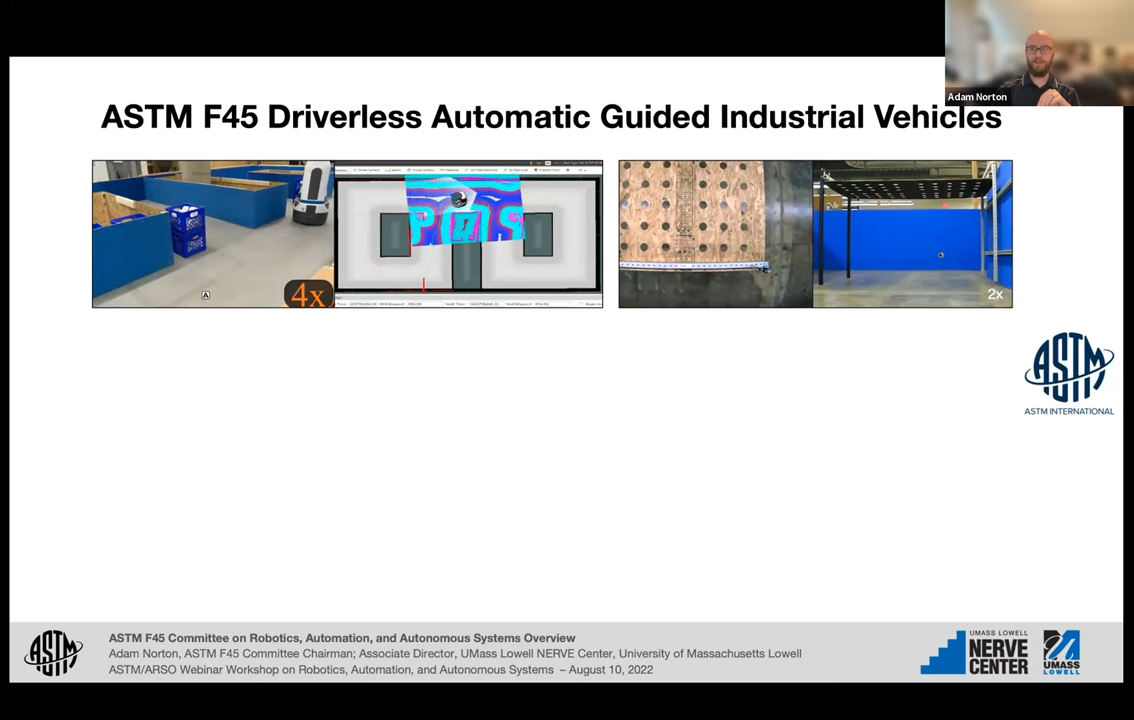 Adam Norton
ASTM F45 Driverless Automatic Guided Industrial Vehicles
A
4x
2x
ASTM
ASTM INTERNATIONAL
ASTM
ASTM F45 Committee on Robotics, Automation, and Autonomous Systems Overview
Adam Norton, ASTM F45 Committee Chairman; Associate Director, UMass Lowell NERVE Center, University of Massachusetts Lowell
ASTM/ARSO Webinar Workshop on Robotics, Automation, and Autonomous Systems – August 10, 2022
UMASS LOWELL
NERVE
CENTER
UMASS
LOWELL